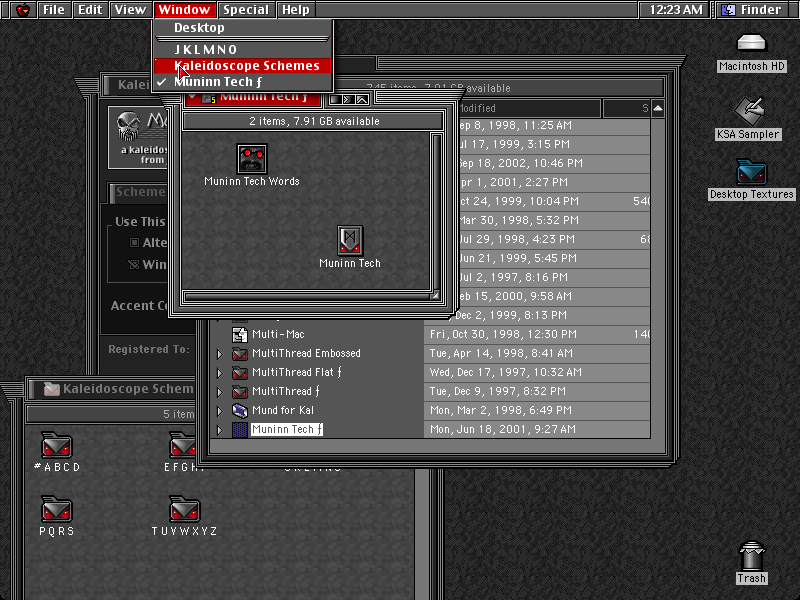 File Edit View Window Special Help 12:23 AM Finder
Desktop
JKLMNO
Kaleidoscope Schemes
✓ Muninn Tech ƒ
Macintosh HD
KSA Sampler
Desktop Textures
Trash
Muninn Tech ƒ
2 items, 7.91 GB available
Muninn Tech Words
Muninn Tech
items, 7.91 GB available
Modified S
ep 8, 1998, 11:25 AM
ul 17, 1999, 3:15 PM
ep 18, 2002, 10:46 PM
pr 1, 2001, 2:27 PM
ct 24, 1999, 10:04 PM 540
ar 30, 1998, 5:32 PM
ul 29, 1998, 4:23 PM 68
un 21, 1999, 5:45 PM
ul 2, 1997, 8:16 PM
eb 15, 2000, 9:58 AM
Dec 2, 1999, 8:13 PM
Multi-Mac Fri, Oct 30, 1998, 12:30 PM 140
MultiThread Embossed Tue, Apr 14, 1998, 8:41 AM
MultiThread Flat ƒ Wed, Dec 17, 1997, 10:32 AM
MultiThread ƒ Tue, Dec 9, 1997, 8:32 PM
Mund for Kal Mon, Mar 2, 1998, 6:49 PM
Muninn Tech ƒ Mon, Jun 18, 2001, 9:27 AM
Kalei
a kaleido
from
Scheme
Use This
Alte
Win
Accent Co
Registered To:
Kaleidoscope Schem
5 item
#ABCD
EFGH
JKLMNO
PQRS
TUVWXYZ